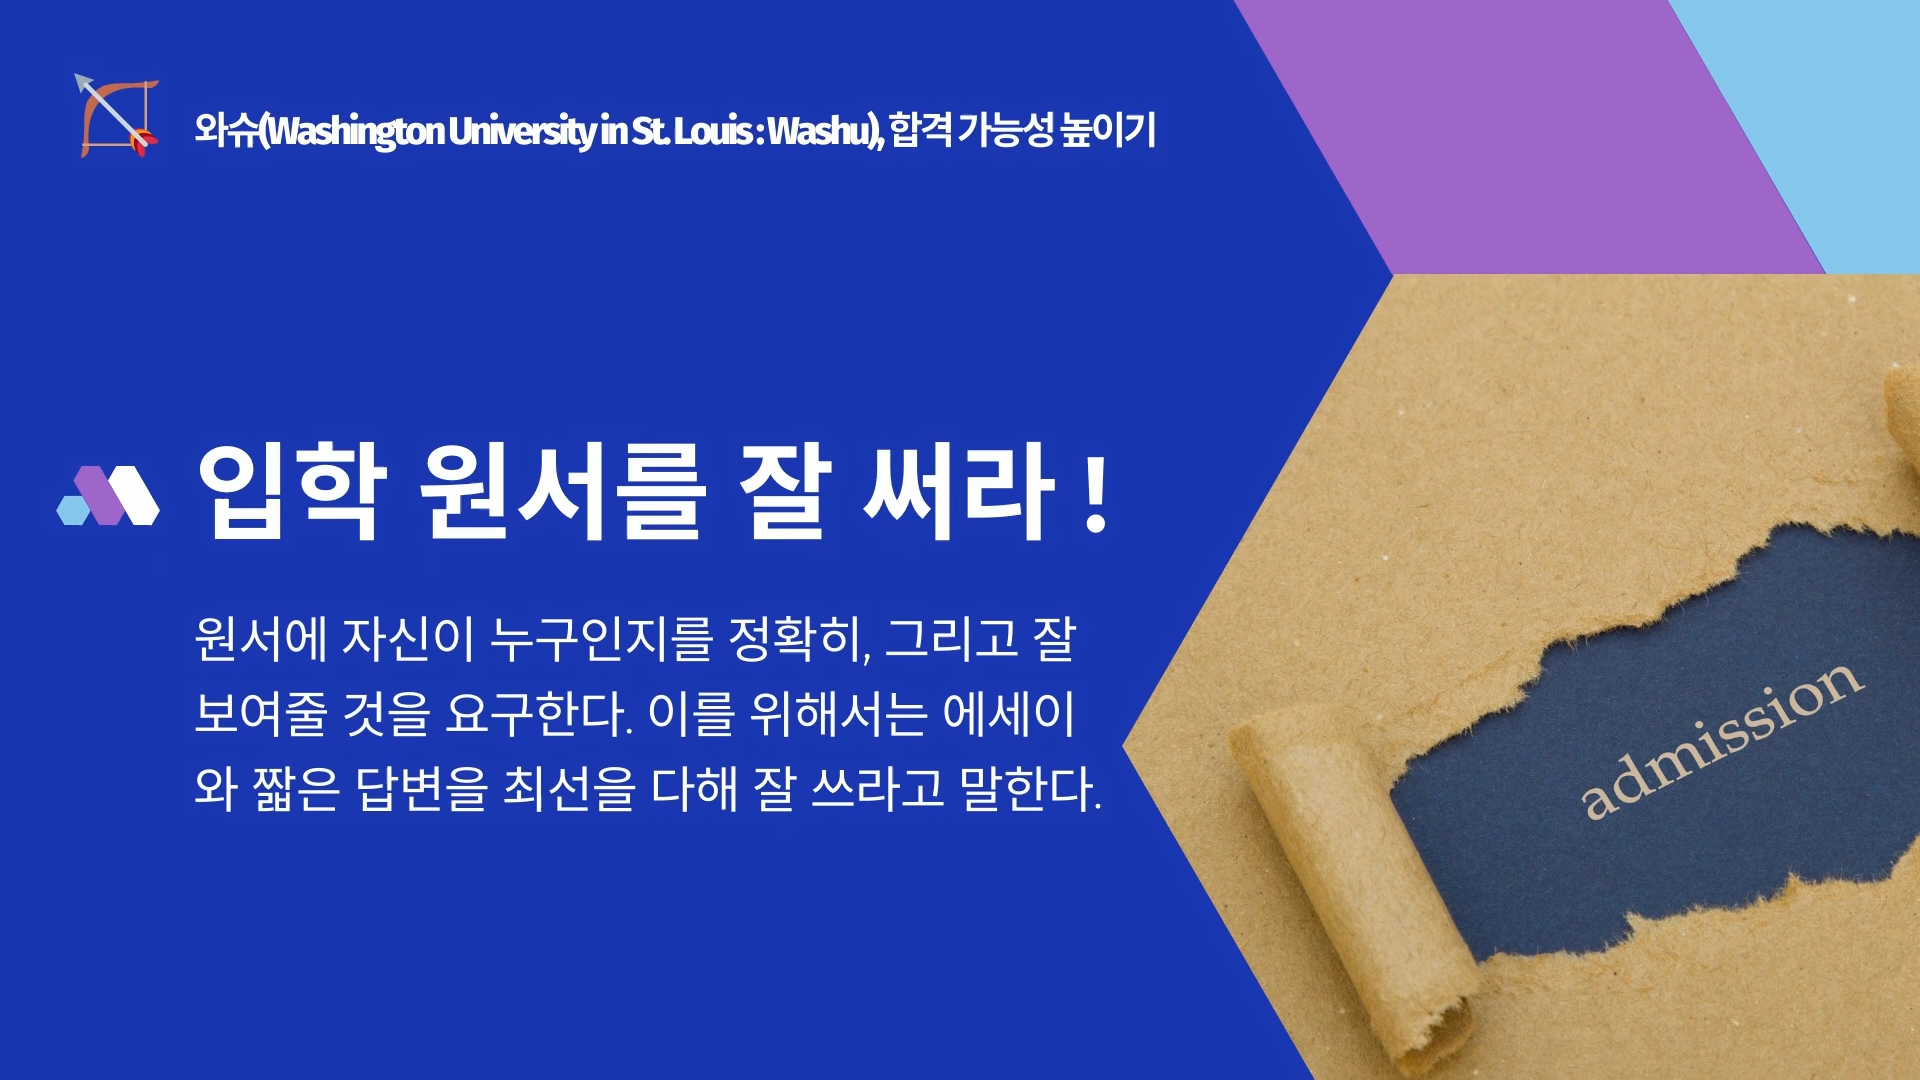 와슈(Washington University in St. Louis : Washu), 합격 가능성 높이기
입학 원서를 잘 써라 !
원서에 자신이 누구인지를 정확히, 그리고 잘
보여줄 것을 요구한다. 이를 위해서는 에세이
와 짧은 답변을 최선을 다해 잘 쓰라고 말한다.
admission